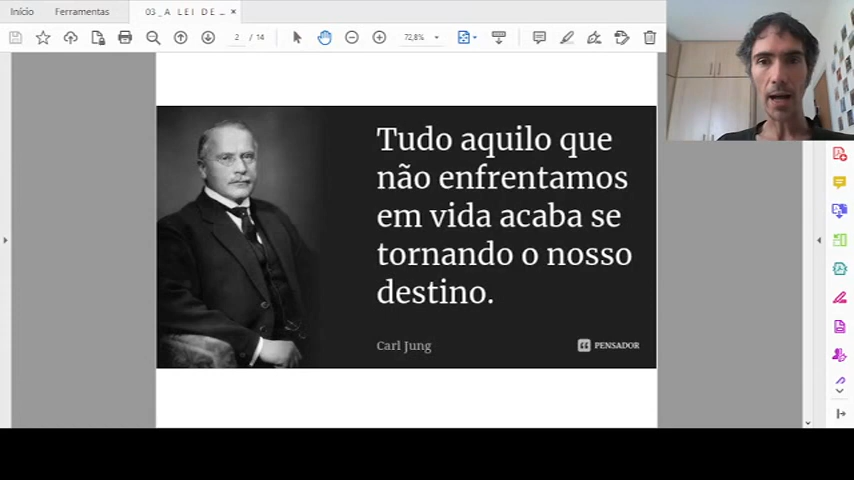 Início
Ferramentas
03_A LEI DE ...
2 / 14
72,8%
Tudo aquilo que
não enfrentamos
em vida acaba se
tornando o nosso
destino.
Carl Jung
PENSADOR